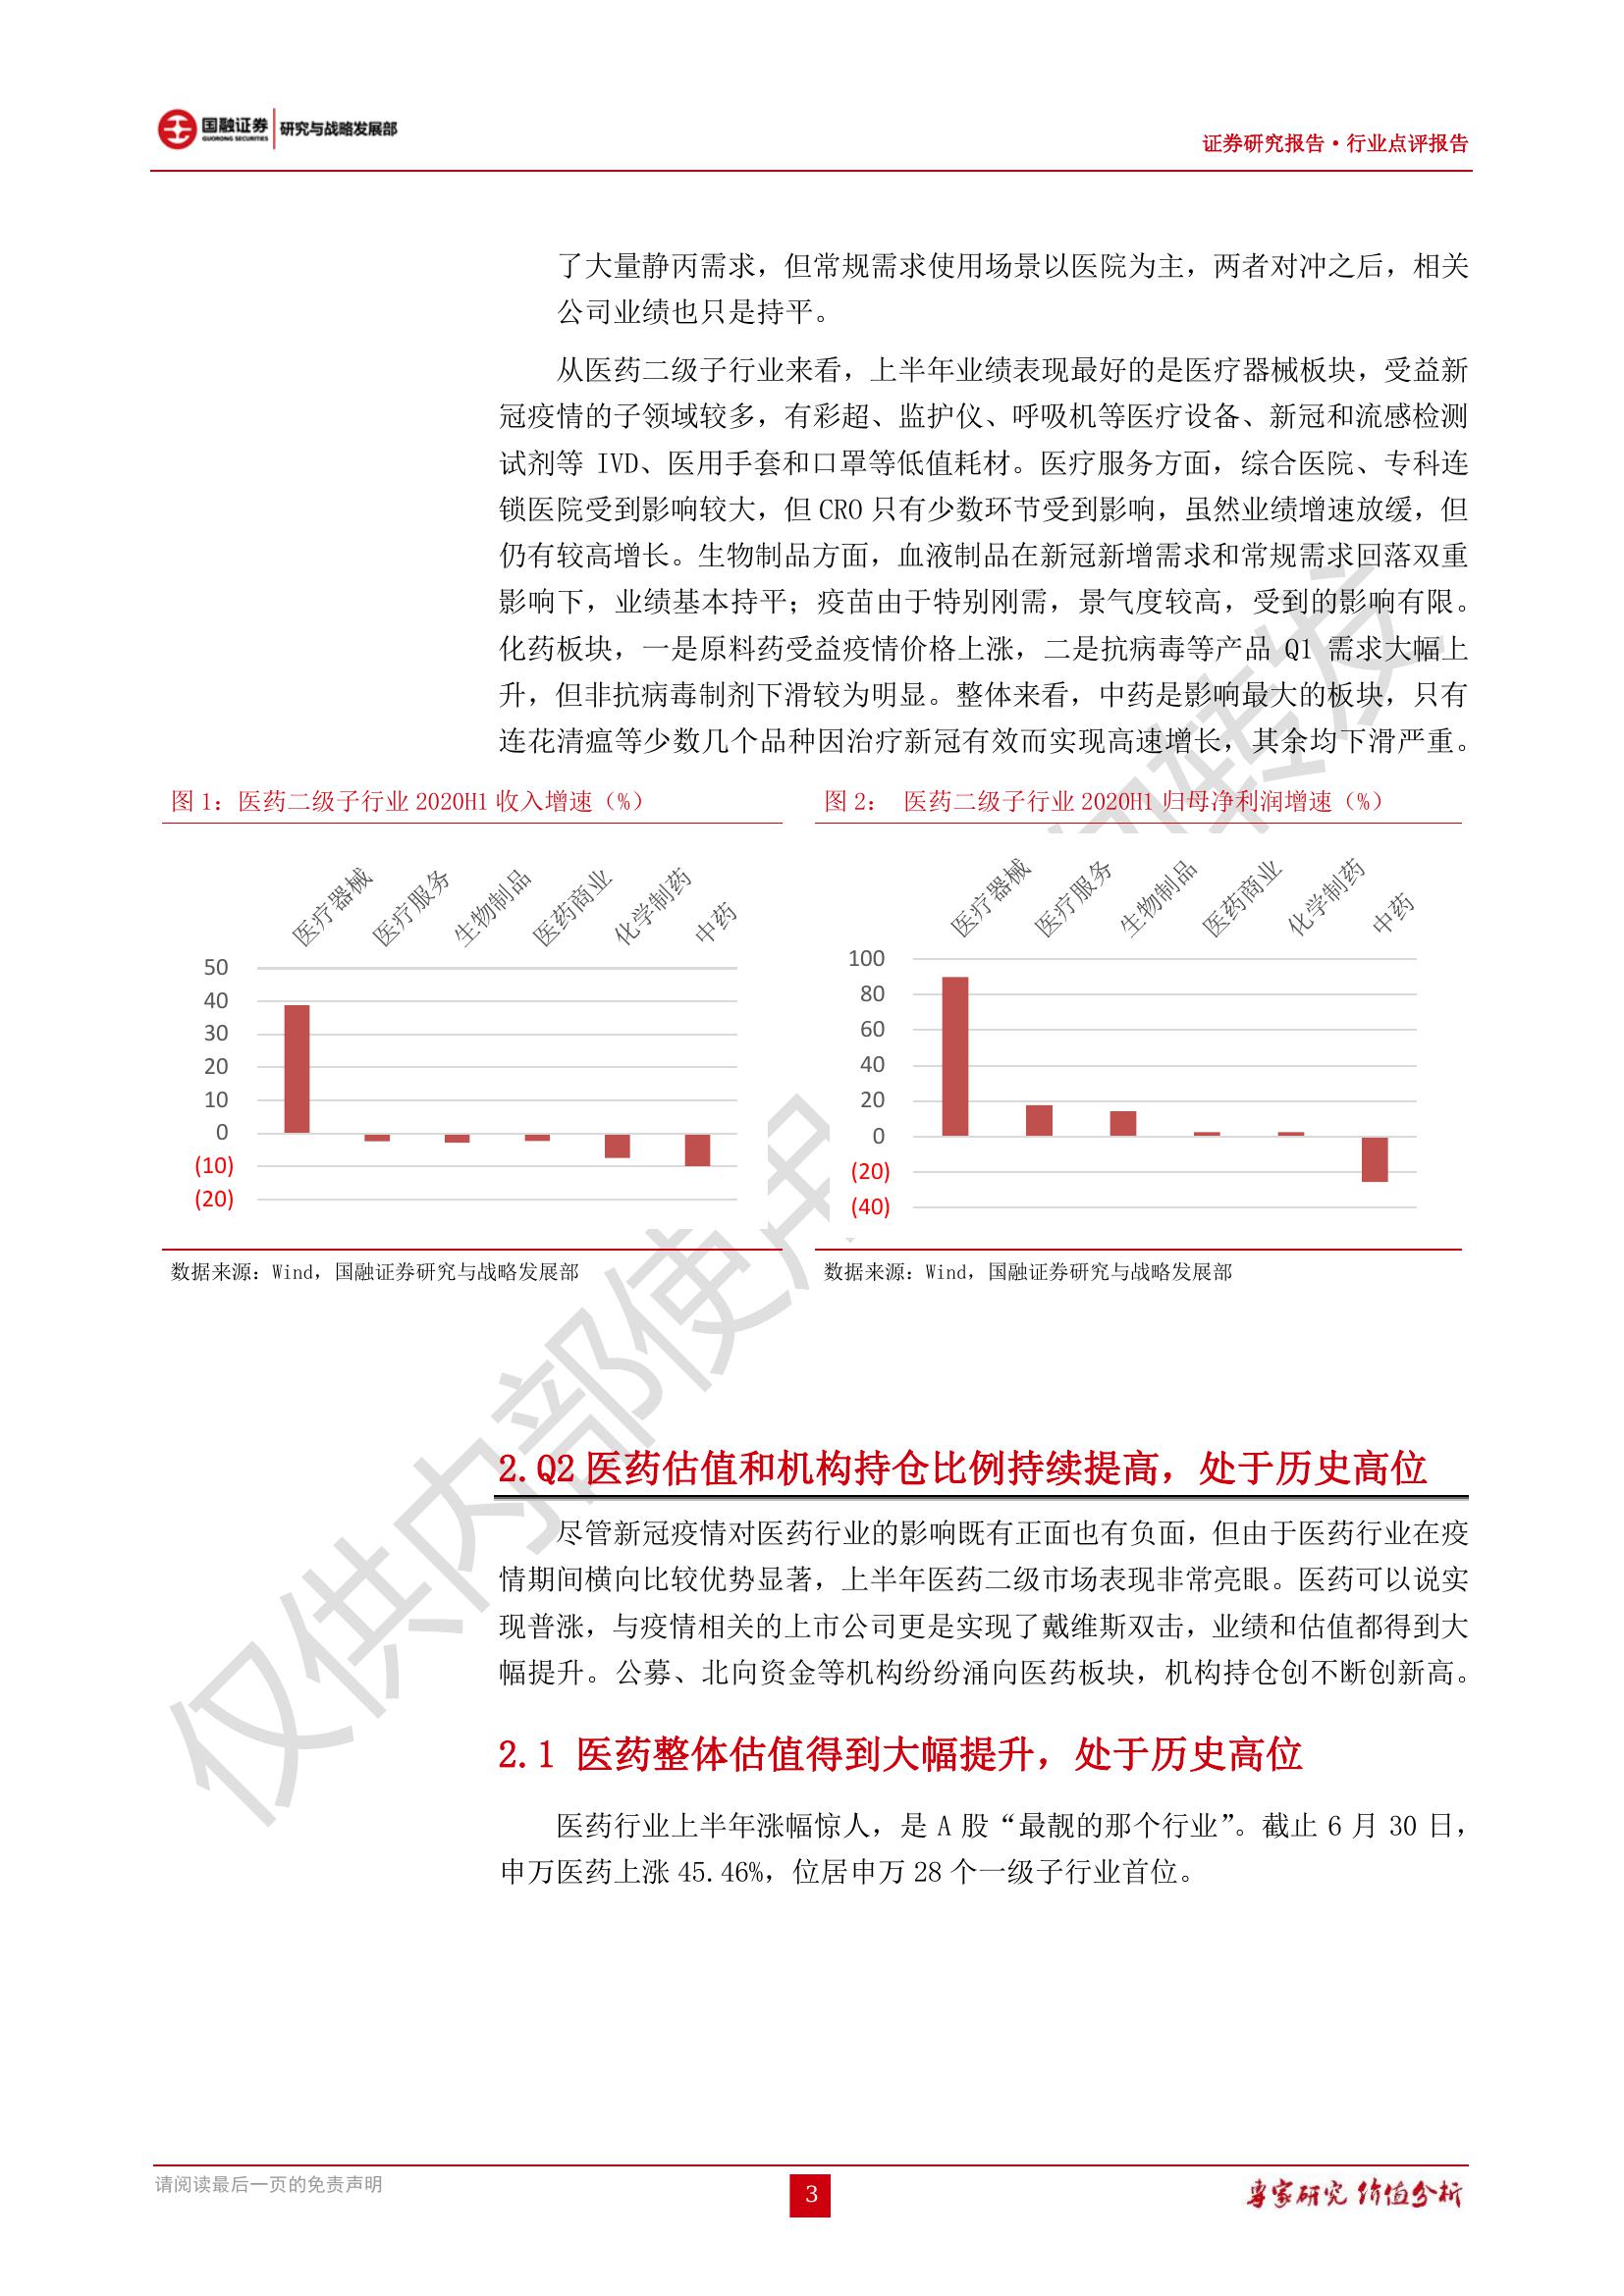 国融证券
GUORONG SECURITIES
研究与战略发展部
证券研究报告·行业点评报告
了大量静丙需求，但常规需求使用场景以医院为主，两者对冲之后，相关
公司业绩也只是持平。
从医药二级子行业来看，上半年业绩表现最好的是医疗器械板块，受益新
冠疫情的子领域较多，有彩超、监护仪、呼吸机等医疗设备、新冠和流感检测
试剂等 IVD、医用手套和口罩等低值耗材。医疗服务方面，综合医院、专科连
锁医院受到影响较大，但 CRO 只有少数环节受到影响，虽然业绩增速放缓，但
仍有较高增长。生物制品方面，血液制品在新冠新增需求和常规需求回落双重
影响下，业绩基本持平；疫苗由于特别刚需，景气度较高，受到的影响有限。
化药板块，一是原料药受益疫情价格上涨，二是抗病毒等产品 Q1 需求大幅上
升，但非抗病毒制剂下滑较为明显。整体来看，中药是影响最大的板块，只有
连花清瘟等少数几个品种因治疗新冠有效而实现高速增长，其余均下滑严重。
图 1：医药二级子行业 2020H1 收入增速（%）
医疗器械
医疗服务
生物制品
医药商业
化学制药
中药
50
40
30
20
10
0
(10)
(20)
数据来源：Wind，国融证券研究与战略发展部
图 2： 医药二级子行业 2020H1 归母净利润增速（%）
医疗器械
医疗服务
生物制品
医药商业
化学制药
中药
100
80
60
40
20
0
(20)
(40)
数据来源：Wind，国融证券研究与战略发展部
2.Q2 医药估值和机构持仓比例持续提高，处于历史高位
尽管新冠疫情对医药行业的影响既有正面也有负面，但由于医药行业在疫
情期间横向比较优势显著，上半年医药二级市场表现非常亮眼。医药可以说实
现普涨，与疫情相关的上市公司更是实现了戴维斯双击，业绩和估值都得到大
幅提升。公募、北向资金等机构纷纷涌向医药板块，机构持仓创不断创新高。
2.1 医药整体估值得到大幅提升，处于历史高位
医药行业上半年涨幅惊人，是 A 股“最靓的那个行业”。截止 6 月 30 日，
申万医药上涨 45.46%，位居申万 28 个一级子行业首位。
请阅读最后一页的免责声明
3
专家研究 价值分析